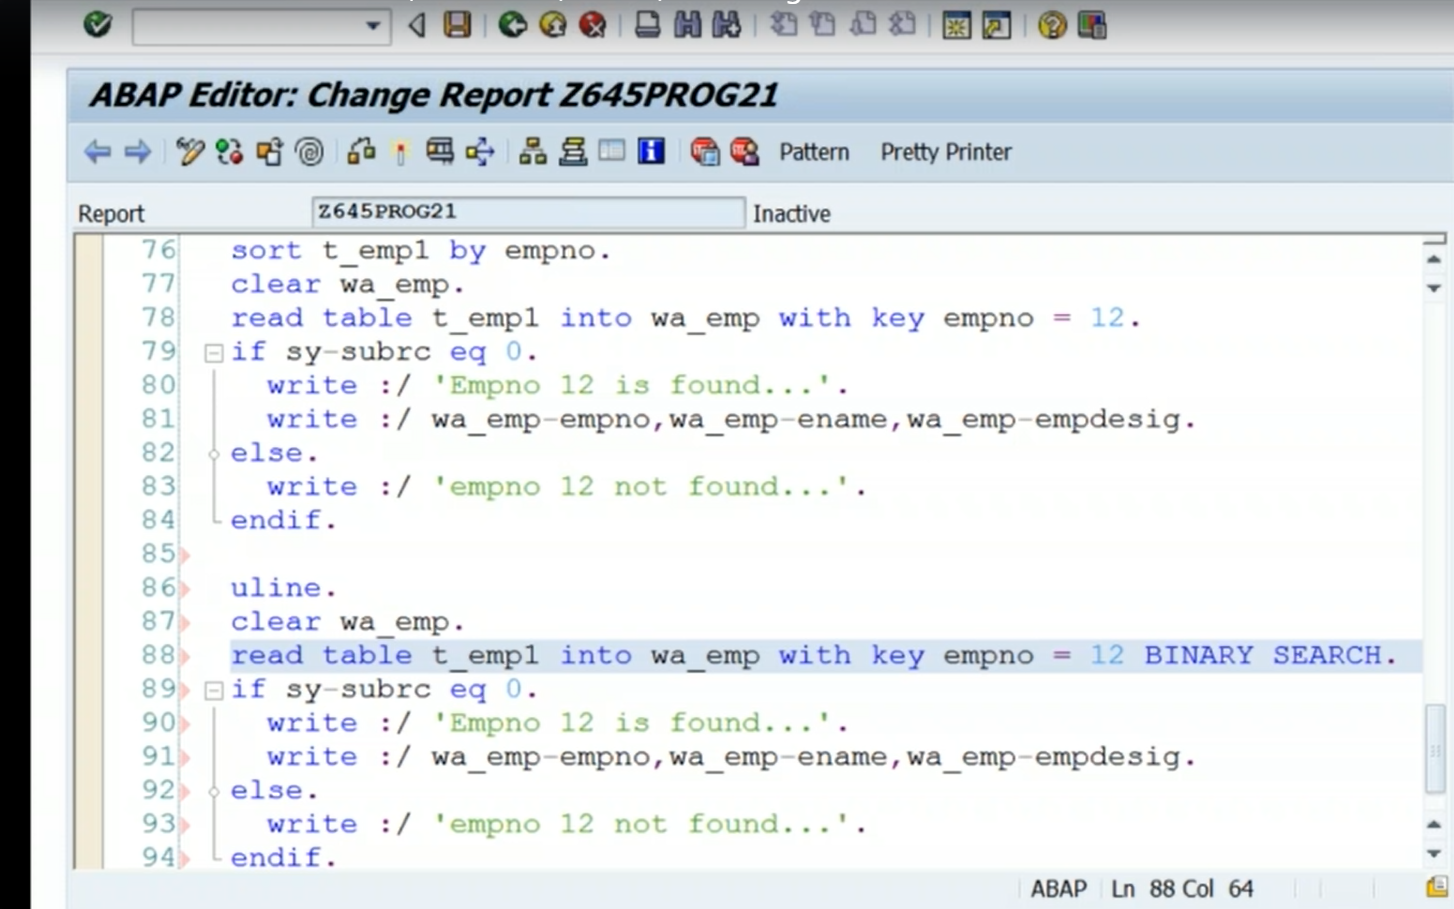 ABAP Editor: Change Report Z645PROG21
Pattern Pretty Printer
Report Z645PROG21 Inactive
76 sort t_emp1 by empno.
77 clear wa_emp.
78 read table t_emp1 into wa_emp with key empno = 12.
79 if sy-subrc eq 0.
80 write :/ 'Empno 12 is found...'.
81 write :/ wa_emp-empno,wa_emp-ename,wa_emp-empdesig.
82 else.
83 write :/ 'empno 12 not found...'.
84 endif.
85
86 uline.
87 clear wa_emp.
88 read table t_emp1 into wa_emp with key empno = 12 BINARY SEARCH.
89 if sy-subrc eq 0.
90 write :/ 'Empno 12 is found...'.
91 write :/ wa_emp-empno,wa_emp-ename,wa_emp-empdesig.
92 else.
93 write :/ 'empno 12 not found...'.
94 endif.
ABAP Ln 88 Col 64